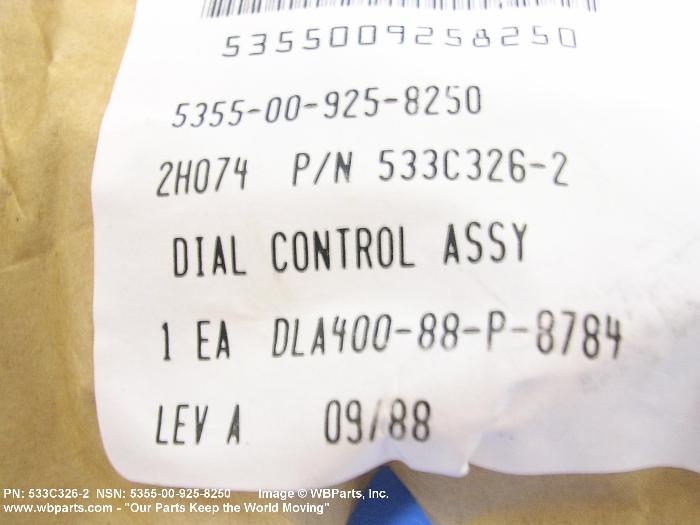 5355009258250
5355-00-925-8250
2H074 P/N 533C326-2
DIAL CONTROL ASSY
1 EA DLA400-88-P-8784
LEV A 09/88
PN: 533C326-2 NSN: 5355-00-925-8250 Image © WBParts, Inc.
www.wbparts.com - "Our Parts Keep the World Moving"